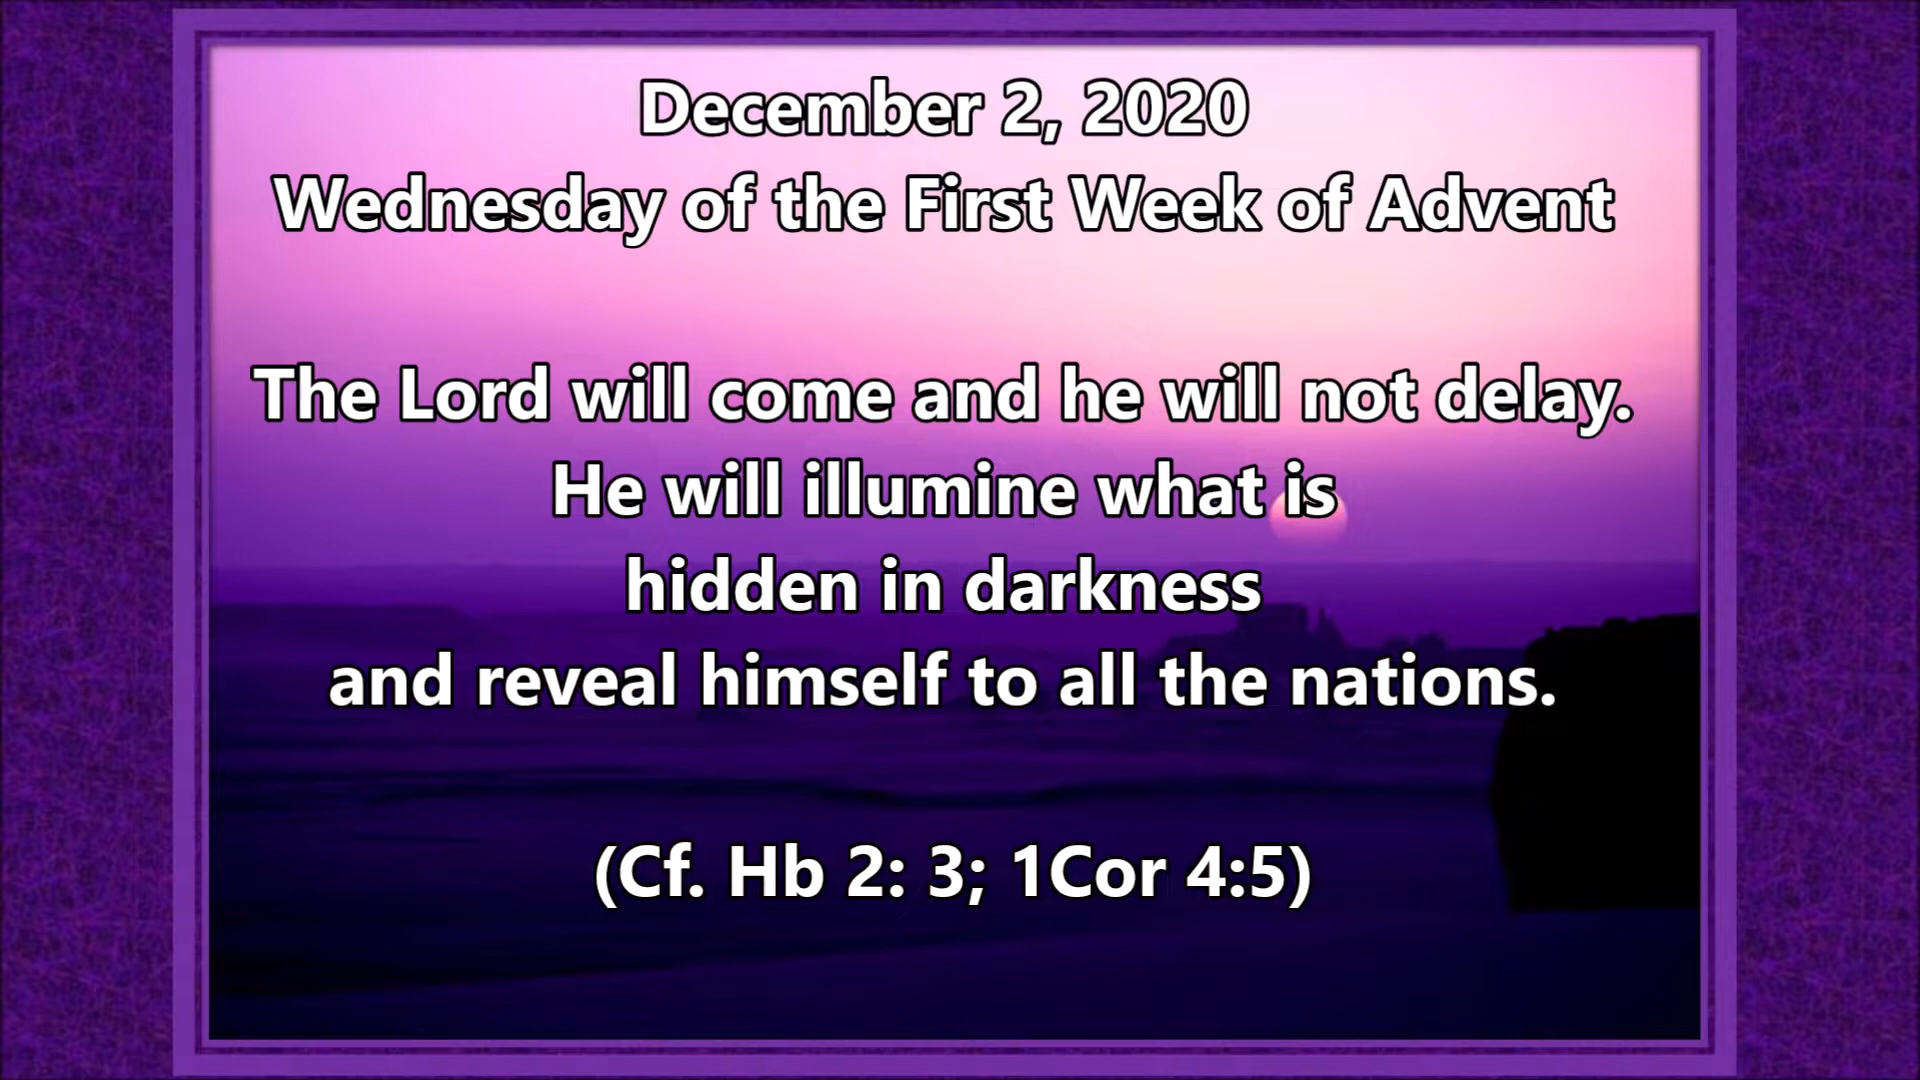 December 2, 2020
Wednesday of the First Week of Advent
The Lord will come and he will not delay.
He will illumine what is
hidden in darkness
and reveal himself to all the nations.
(Cf. Hb 2: 3; 1Cor 4:5)